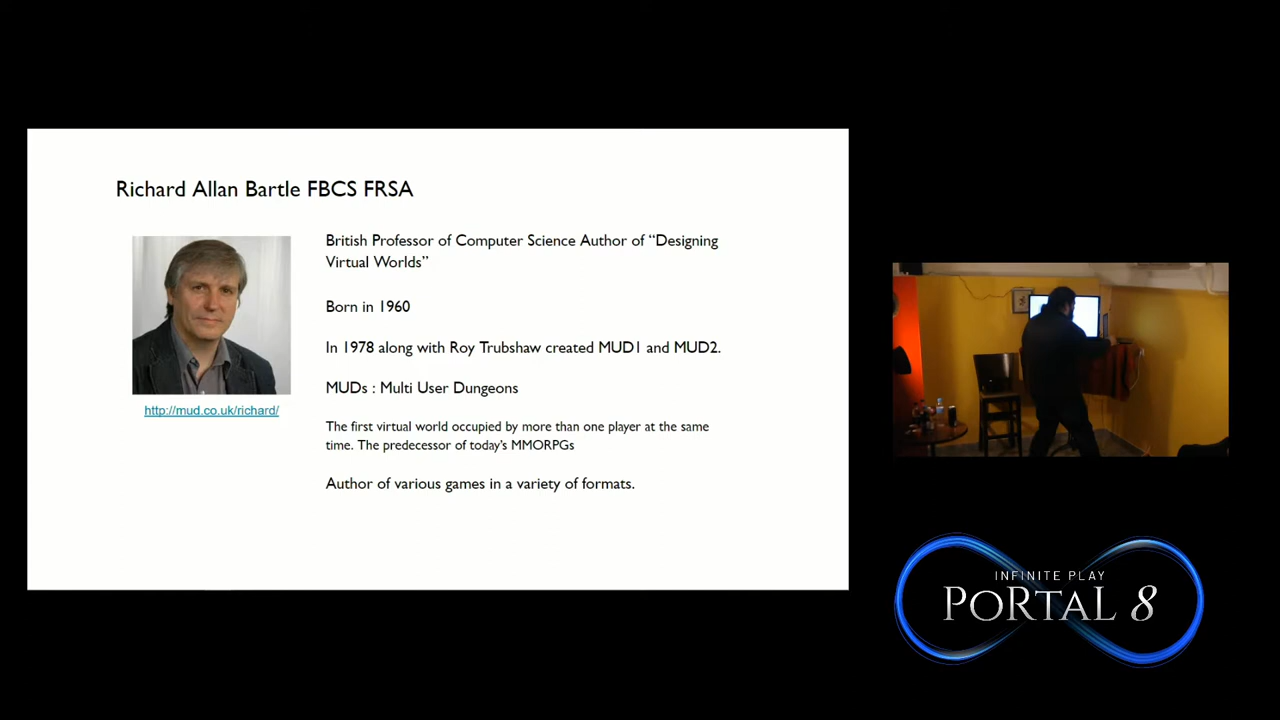 Richard Allan Bartle FBCS FRSA
British Professor of Computer Science Author of “Designing
Virtual Worlds”
Born in 1960
In 1978 along with Roy Trubshaw created MUD1 and MUD2.
MUDs : Multi User Dungeons
http://mud.co.uk/richard/
The first virtual world occupied by more than one player at the same
time. The predecessor of today’s MMORPGs
Author of various games in a variety of formats.
INFINITE PLAY
PORTAL 8